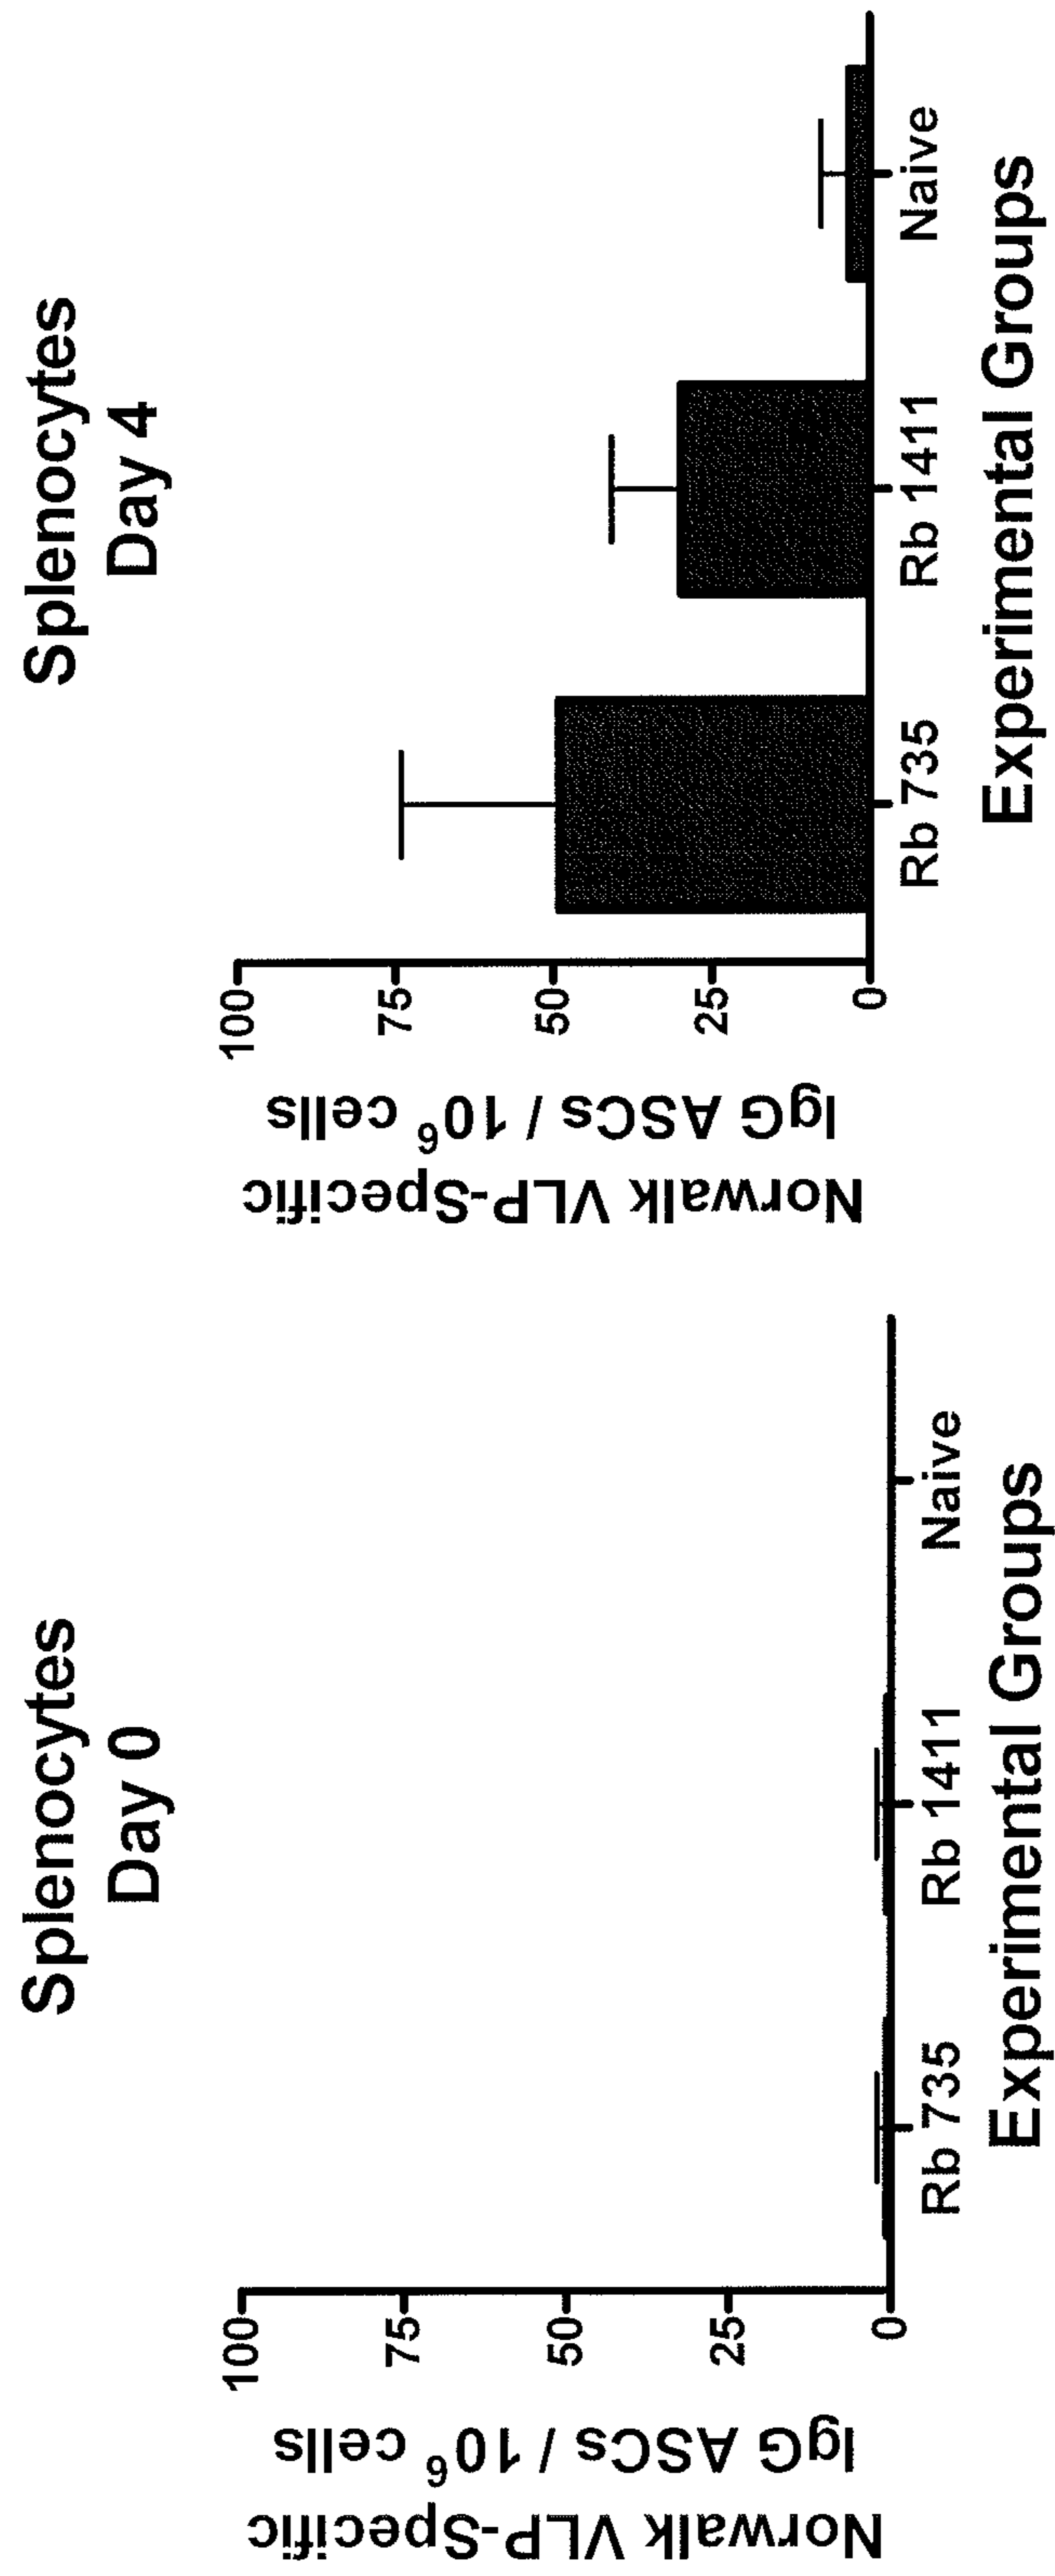 Splenocytes
Day 0
Norwalk VLP-Specific
IgG ASCs / 10⁶ cells
100
75
50
25
0
Rb 735 Rb 1411 Naive
Experimental Groups
Splenocytes
Day 4
Norwalk VLP-Specific
IgG ASCs / 10⁶ cells
100
75
50
25
0
Rb 735 Rb 1411 Naive
Experimental Groups